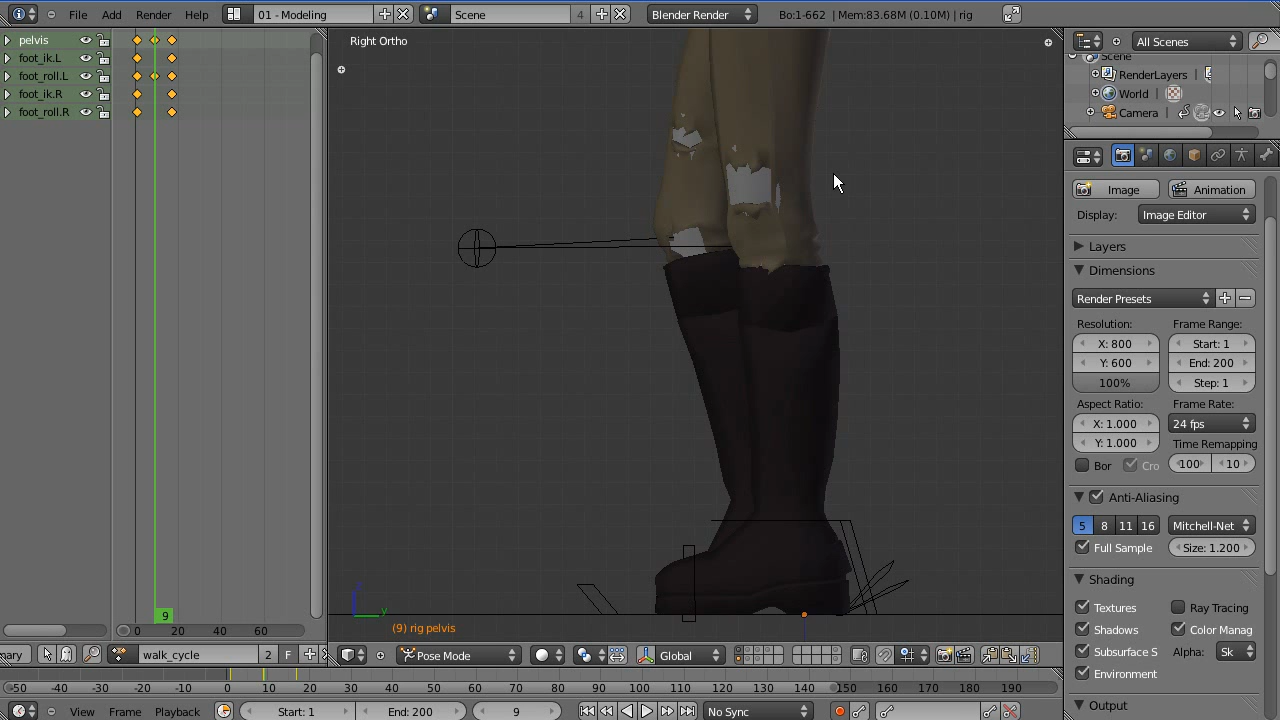 File Add Render Help 01 - Modeling Scene 4 Blender Render Bo:1-662 | Mem:83.68M (0.10M) | rig
pelvis
foot_ik.L
foot_roll.L
foot_ik.R
foot_roll.R
9
0 20 40 60
mary walk_cycle 2 F
Right Ortho
y
(9) rig pelvis
Pose Mode Global
All Scenes
Scene
RenderLayers
World
Camera
Image Animation
Display: Image Editor
Layers
Dimensions
Render Presets
Resolution: Frame Range:
X: 800 Start: 1
Y: 600 End: 200
100% Step: 1
Aspect Ratio: Frame Rate:
X: 1.000 24 fps
Y: 1.000 Time Remapping
Bor Cro 100 10
Anti-Aliasing
5 8 11 16 Mitchell-Net
Full Sample Size: 1.200
Shading
Textures Ray Tracing
Shadows Color Manag
Subsurface S Alpha: Sk
Environment
Output
-50 -40 -30 -20 -10 0 10 20 30 40 50 60 70 80 90 100 110 120 130 140 150 160 170 180 190
View Frame Playback Start: 1 End: 200 9 No Sync